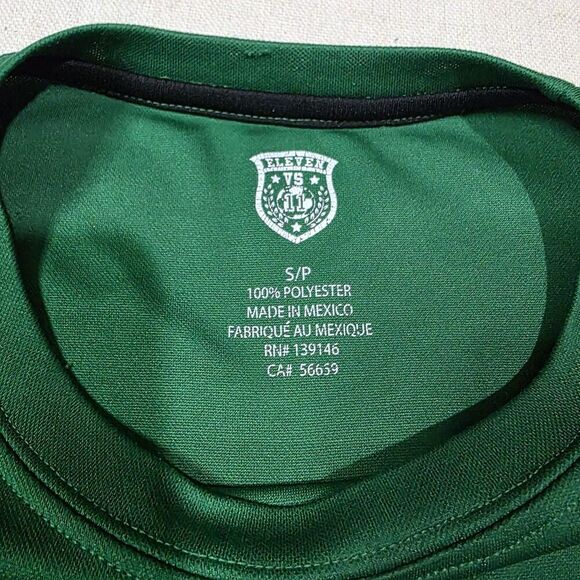 ELEVEN
VS
11
S/P
100% POLYESTER
MADE IN MEXICO
FABRIQUÉ AU MEXIQUE
RN# 139146
CA# 56659